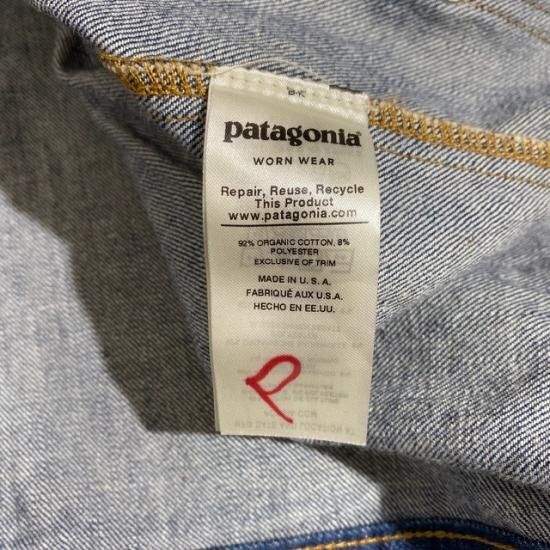 patagonia®
WORN WEAR
Repair, Reuse, Recycle
This Product
www.patagonia.com
92% ORGANIC COTTON, 8%
POLYESTER
EXCLUSIVE OF TRIM
MADE IN U. S. A.
FABRIQUÉ AUX U.S.A.
HECHO EN EE.UU.
P